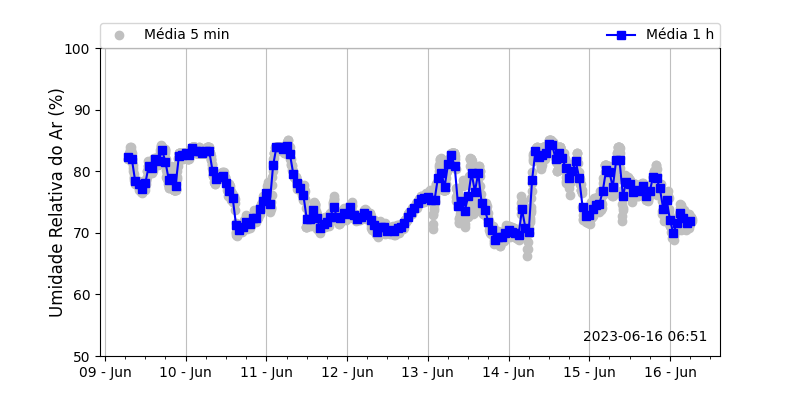 Média 5 min
Média 1 h
Umidade Relativa do Ar (%)
100
90
80
70
60
50
2023-06-16 06:51
09 - Jun
10 - Jun
11 - Jun
12 - Jun
13 - Jun
14 - Jun
15 - Jun
16 - Jun